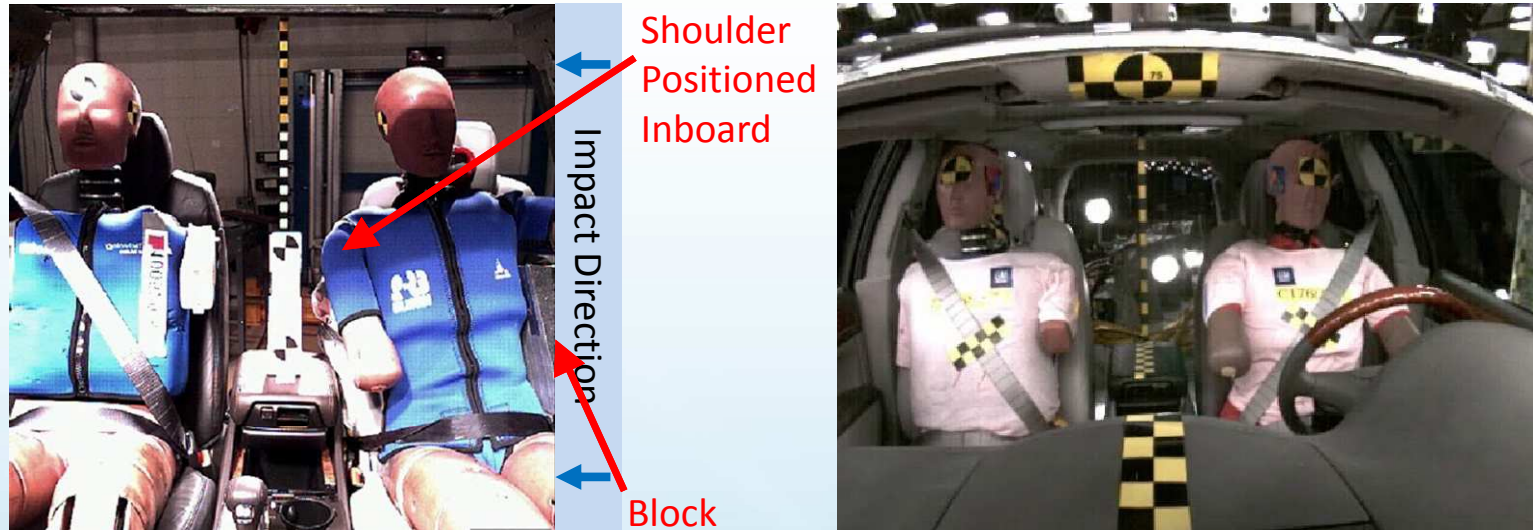 Shoulder
Positioned
Inboard
Impact Direction
Block
75